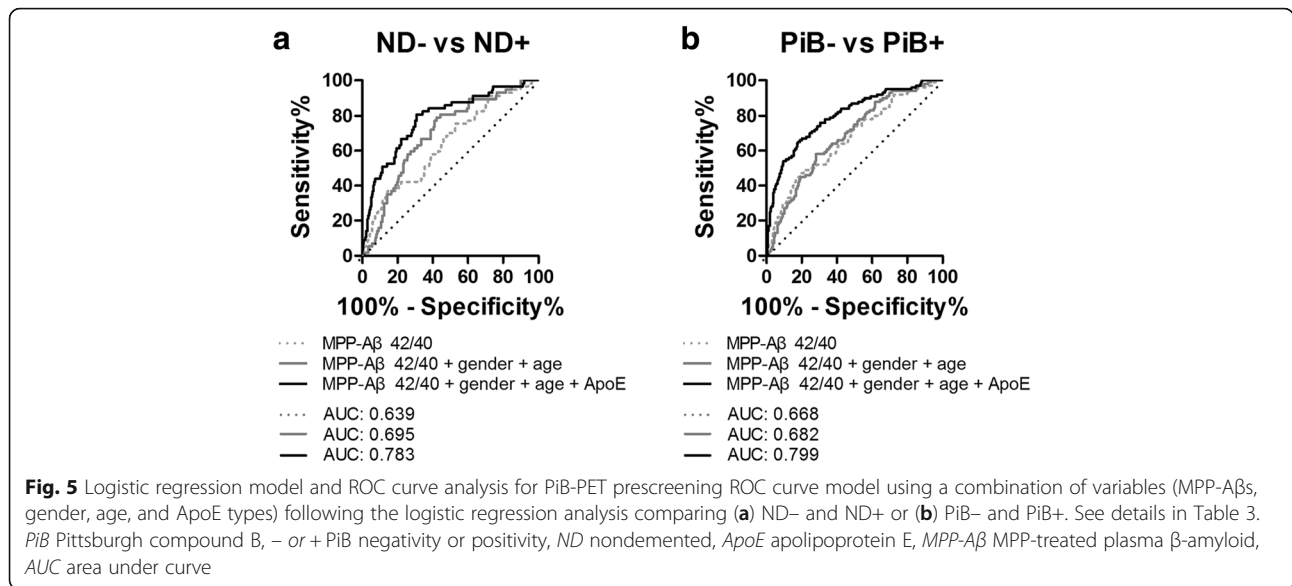 a ND- vs ND+
100
80
60
40
20
0
Sensitivity%
0 20 40 60 80 100
100% - Specificity%
MPP-Aβ 42/40
MPP-Aβ 42/40 + gender + age
MPP-Aβ 42/40 + gender + age + ApoE
AUC: 0.639
AUC: 0.695
AUC: 0.783
b PiB- vs PiB+
100
80
60
40
20
0
Sensitivity%
0 20 40 60 80 100
100% - Specificity%
MPP-Aβ 42/40
MPP-Aβ 42/40 + gender + age
MPP-Aβ 42/40 + gender + age + ApoE
AUC: 0.668
AUC: 0.682
AUC: 0.799
Fig. 5 Logistic regression model and ROC curve analysis for PiB-PET prescreening ROC curve model using a combination of variables (MPP-Aβs,
gender, age, and ApoE types) following the logistic regression analysis comparing (a) ND– and ND+ or (b) PiB– and PiB+. See details in Table 3.
PiB Pittsburgh compound B, – or + PiB negativity or positivity, ND nondemented, ApoE apolipoprotein E, MPP-Aβ MPP-treated plasma β-amyloid,
AUC area under curve